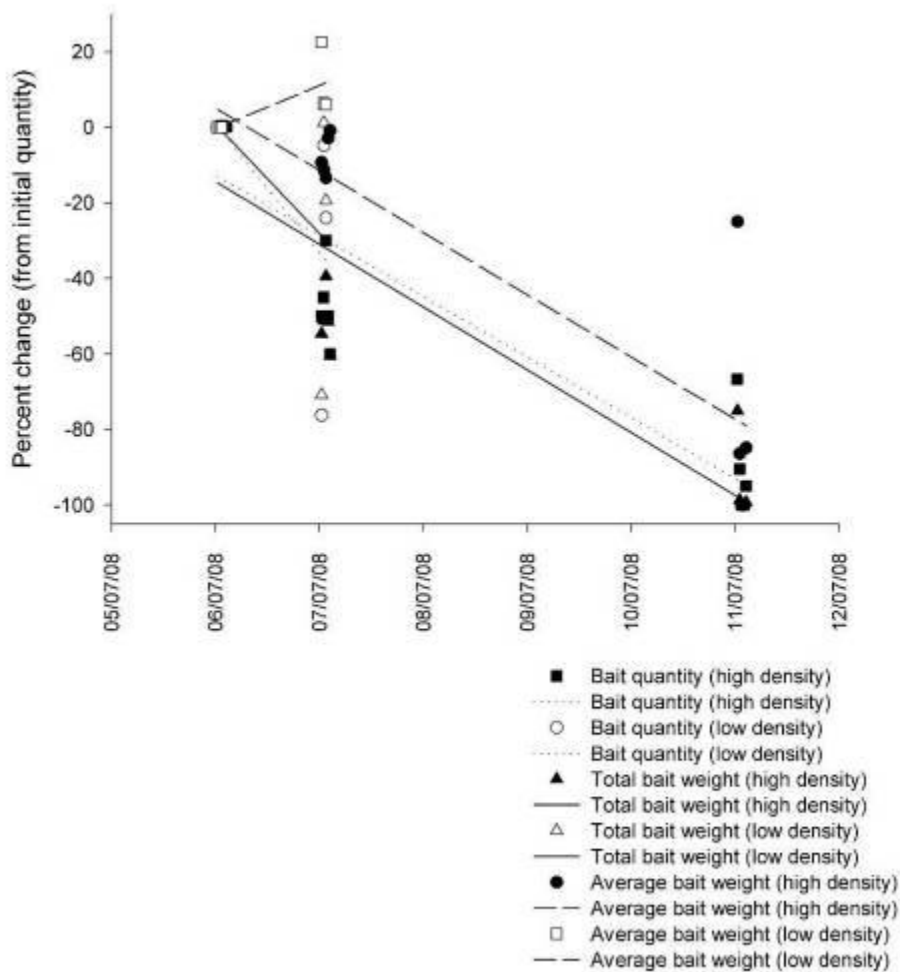 Percent change (from initial quantity)
20
0
-20
-40
-60
-80
-100
05/07/08
06/07/08
07/07/08
08/07/08
09/07/08
10/07/08
11/07/08
12/07/08
Bait quantity (high density)
Bait quantity (high density)
Bait quantity (low density)
Bait quantity (low density)
Total bait weight (high density)
Total bait weight (high density)
Total bait weight (low density)
Total bait weight (low density)
Average bait weight (high density)
Average bait weight (high density)
Average bait weight (low density)
Average bait weight (low density)